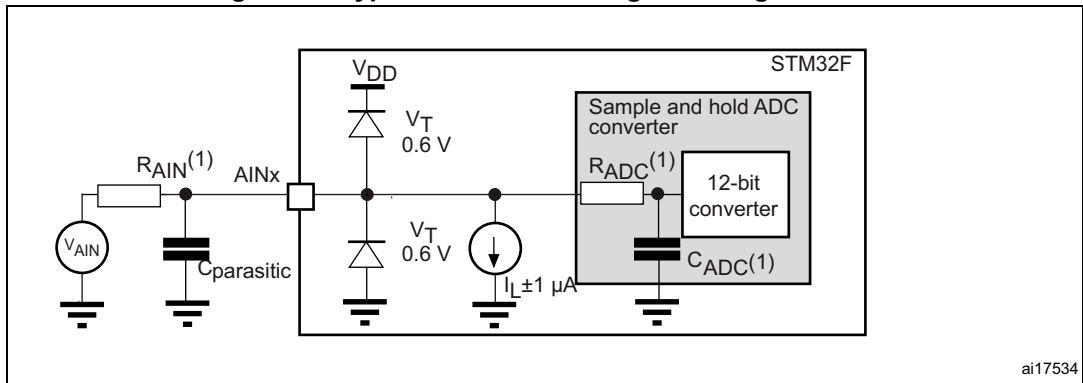 STM32F
VDD
Sample and hold ADC
converter
VT
0.6 V
RAIN(1)
AINx
RADC(1)
12-bit
converter
VAIN
Cparasitic
VT
0.6 V
IL±1 µA
CADC(1)
ai17534